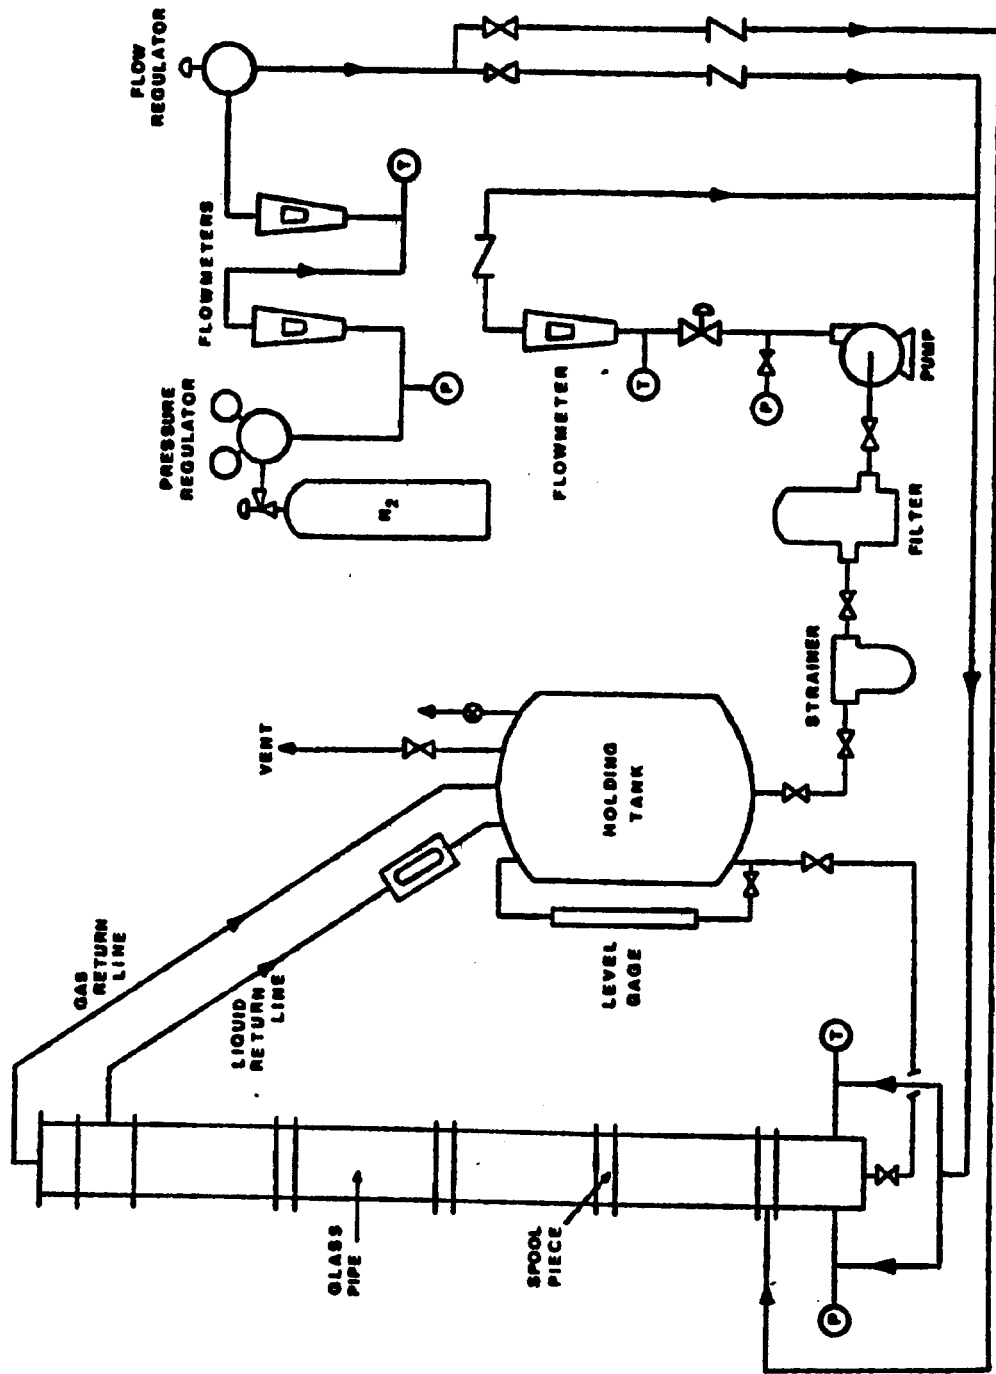 FLOW
REGULATOR
T
FLOWMETERS
PRESSURE
REGULATOR
P
N2
FLOWMETER
T
P
PUMP
FILTER
STRAINER
VENT
HOLDING
TANK
LEVEL
GAGE
GAS
RETURN
LINE
LIQUID
RETURN
LINE
GLASS
PIPE
SPOOL
PIECE
T
P